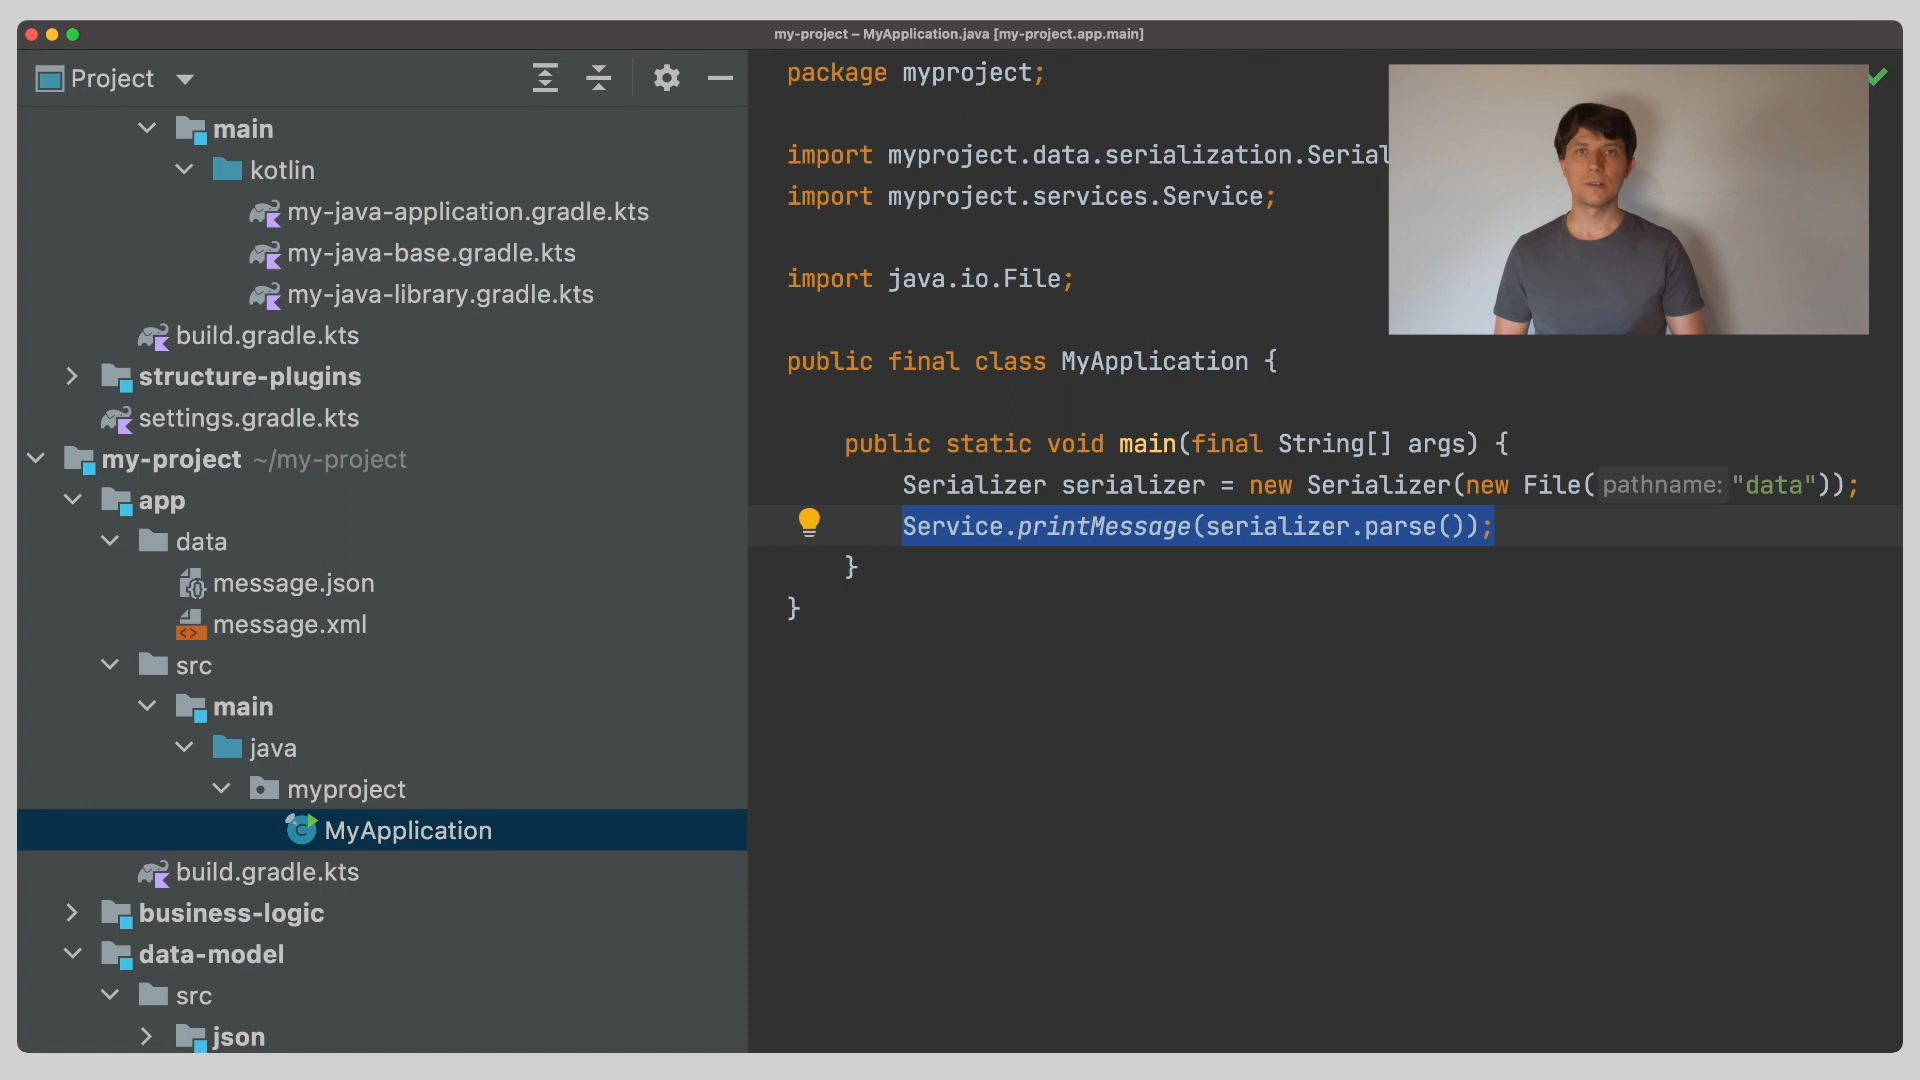 my-project – MyApplication.java [my-project.app.main]
Project
main
kotlin
my-java-application.gradle.kts
my-java-base.gradle.kts
my-java-library.gradle.kts
build.gradle.kts
structure-plugins
settings.gradle.kts
my-project ~/my-project
app
data
message.json
message.xml
src
main
java
myproject
MyApplication
build.gradle.kts
business-logic
data-model
src
json
package myproject;
import myproject.data.serialization.Serial
import myproject.services.Service;
import java.io.File;
public final class MyApplication {
public static void main(final String[] args) {
Serializer serializer = new Serializer(new File( pathname: "data"));
Service.printMessage(serializer.parse());
}
}